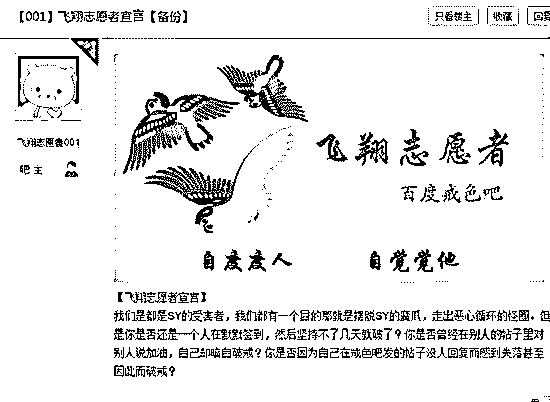 【001】飞翔志愿者宣言【备份】
只看楼主 收藏 回复
飞翔志愿者001
吧主
飞翔志愿者
百度戒色吧
自度度人 自觉觉他
【飞翔志愿者宣言】
我们是都是SY的受害者，我们都有一个目的那就是摆脱SY的魔爪，走出恶心循环的怪圈，但
是你是否还是一个人在默默签到，然后坚持不了几天就破了？你是否曾经在别人的帖子里对
别人说加油，自己却暗自破戒？你是否因为自己在戒色吧发的帖子没人回复而感到失落甚至
因此而破戒？